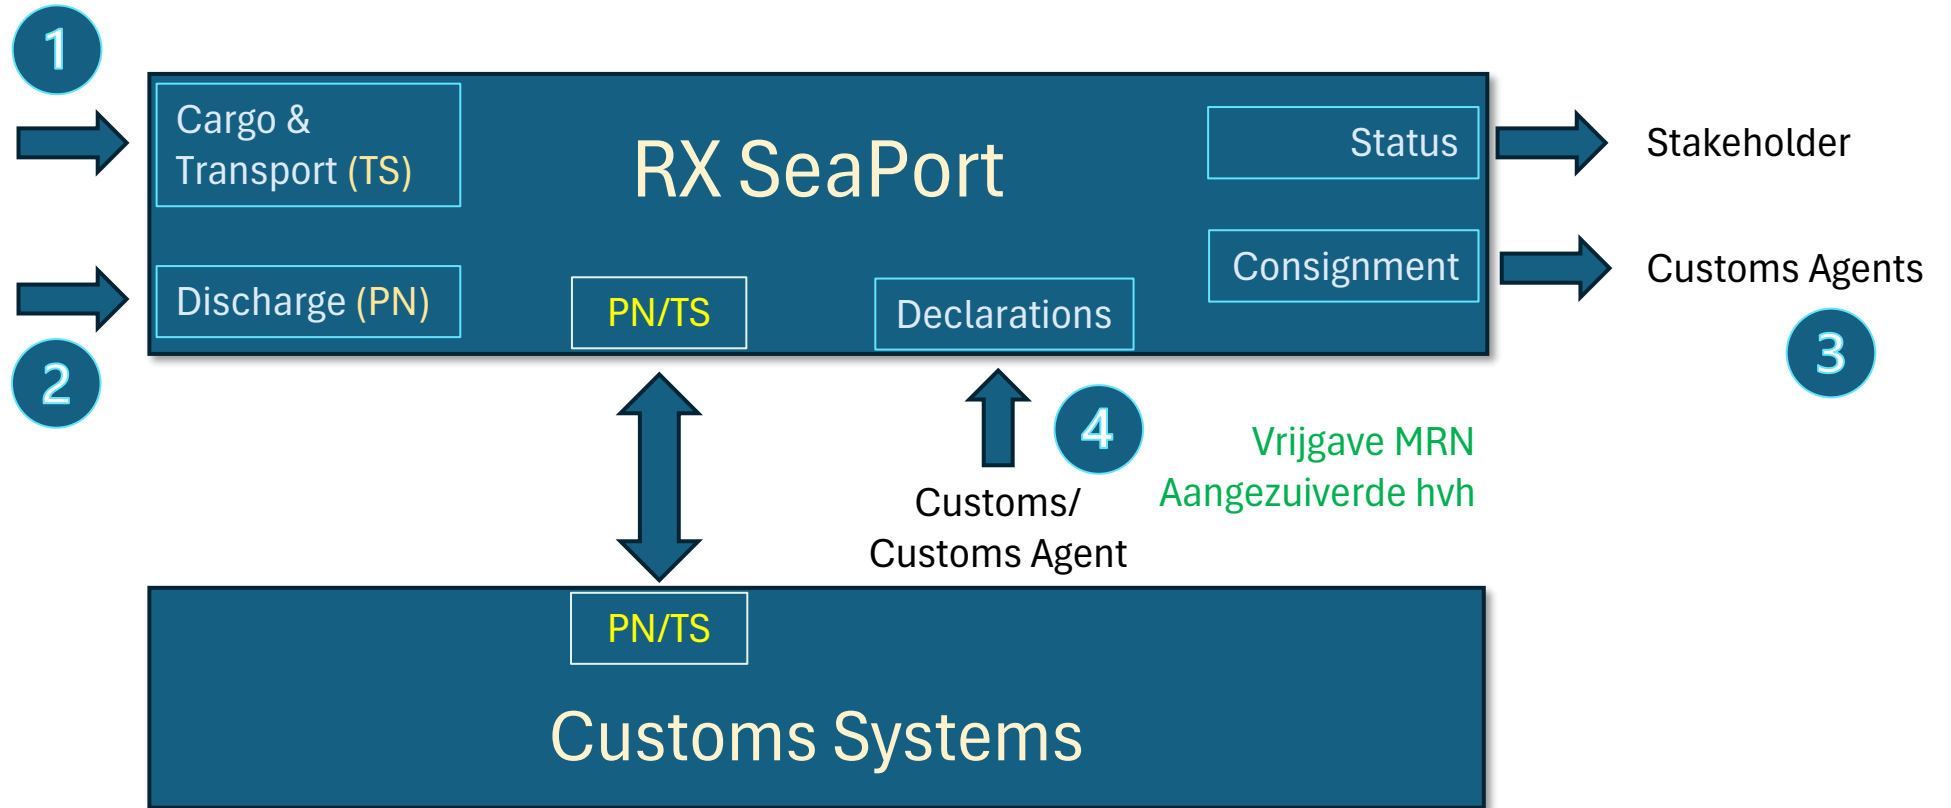 1
Cargo &
Transport (TS)
RX SeaPort
Status
Stakeholder
Consignment
Customs Agents
Discharge (PN)
PN/TS
Declarations
2
3
4
Vrijgave MRN
Aangezuiverde hvh
Customs/
Customs Agent
PN/TS
Customs Systems